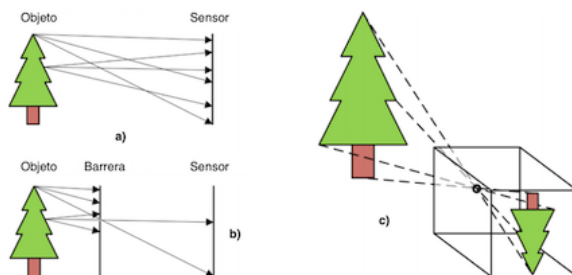 Objeto Sensor
a)
Objeto Barrera Sensor
b)
c)